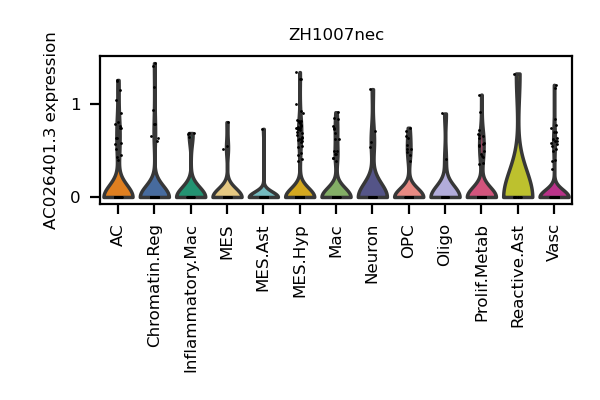 ZH1007nec
AC026401.3 expression
1
0
AC
Chromatin.Reg
Inflammatory.Mac
MES
MES.Ast
MES.Hyp
Mac
Neuron
OPC
Oligo
Prolif.Metab
Reactive.Ast
Vasc